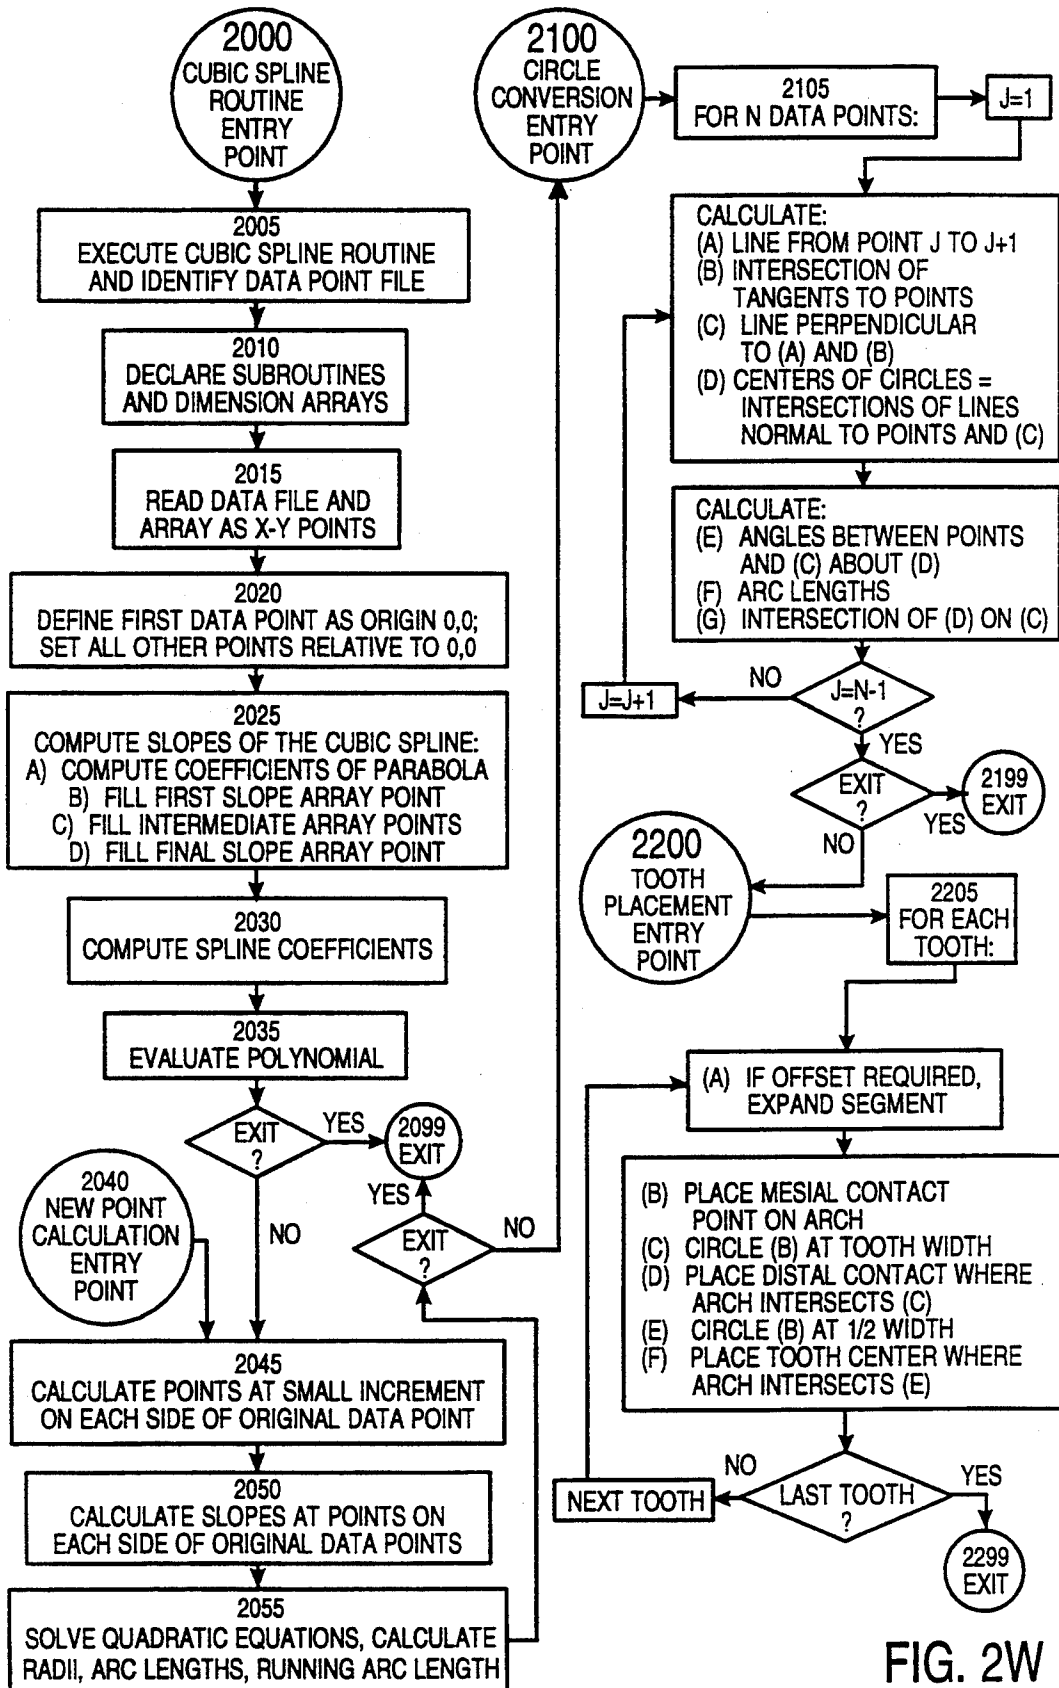 2000
CUBIC SPLINE
ROUTINE
ENTRY
POINT
2005
EXECUTE CUBIC SPLINE ROUTINE
AND IDENTIFY DATA POINT FILE
2010
DECLARE SUBROUTINES
AND DIMENSION ARRAYS
2015
READ DATA FILE AND
ARRAY AS X-Y POINTS
2020
DEFINE FIRST DATA POINT AS ORIGIN 0,0;
SET ALL OTHER POINTS RELATIVE TO 0,0
2025
COMPUTE SLOPES OF THE CUBIC SPLINE:
A) COMPUTE COEFFICIENTS OF PARABOLA
B) FILL FIRST SLOPE ARRAY POINT
C) FILL INTERMEDIATE ARRAY POINTS
D) FILL FINAL SLOPE ARRAY POINT
2030
COMPUTE SPLINE COEFFICIENTS
2035
EVALUATE POLYNOMIAL
EXIT
?
YES
2099
EXIT
NO
2040
NEW POINT
CALCULATION
ENTRY
POINT
YES
EXIT
?
NO
2045
CALCULATE POINTS AT SMALL INCREMENT
ON EACH SIDE OF ORIGINAL DATA POINT
2050
CALCULATE SLOPES AT POINTS ON
EACH SIDE OF ORIGINAL DATA POINTS
2055
SOLVE QUADRATIC EQUATIONS, CALCULATE
RADII, ARC LENGTHS, RUNNING ARC LENGTH
2100
CIRCLE
CONVERSION
ENTRY
POINT
2105
FOR N DATA POINTS:
J=1
CALCULATE:
(A) LINE FROM POINT J TO J+1
(B) INTERSECTION OF
TANGENTS TO POINTS
(C) LINE PERPENDICULAR
TO (A) AND (B)
(D) CENTERS OF CIRCLES =
INTERSECTIONS OF LINES
NORMAL TO POINTS AND (C)
CALCULATE:
(E) ANGLES BETWEEN POINTS
AND (C) ABOUT (D)
(F) ARC LENGTHS
(G) INTERSECTION OF (D) ON (C)
J=N-1
?
NO
J=J+1
YES
EXIT
?
YES
2199
EXIT
NO
2200
TOOTH
PLACEMENT
ENTRY
POINT
2205
FOR EACH
TOOTH:
(A) IF OFFSET REQUIRED,
EXPAND SEGMENT
(B) PLACE MESIAL CONTACT
POINT ON ARCH
(C) CIRCLE (B) AT TOOTH WIDTH
(D) PLACE DISTAL CONTACT WHERE
ARCH INTERSECTS (C)
(E) CIRCLE (B) AT 1/2 WIDTH
(F) PLACE TOOTH CENTER WHERE
ARCH INTERSECTS (E)
LAST TOOTH
?
NO
NEXT TOOTH
YES
2299
EXIT
FIG. 2W